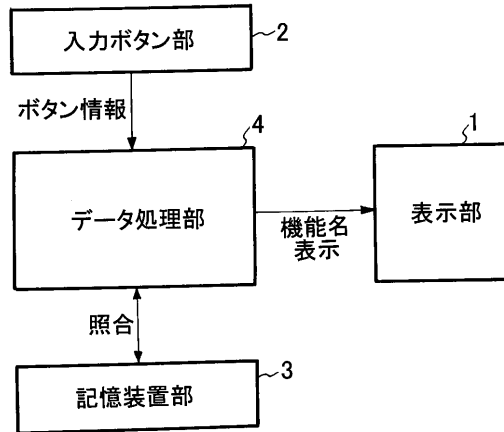 入力ボタン部
2
ボタン情報
4
データ処理部
機能名
表示
1
表示部
照合
3
記憶装置部